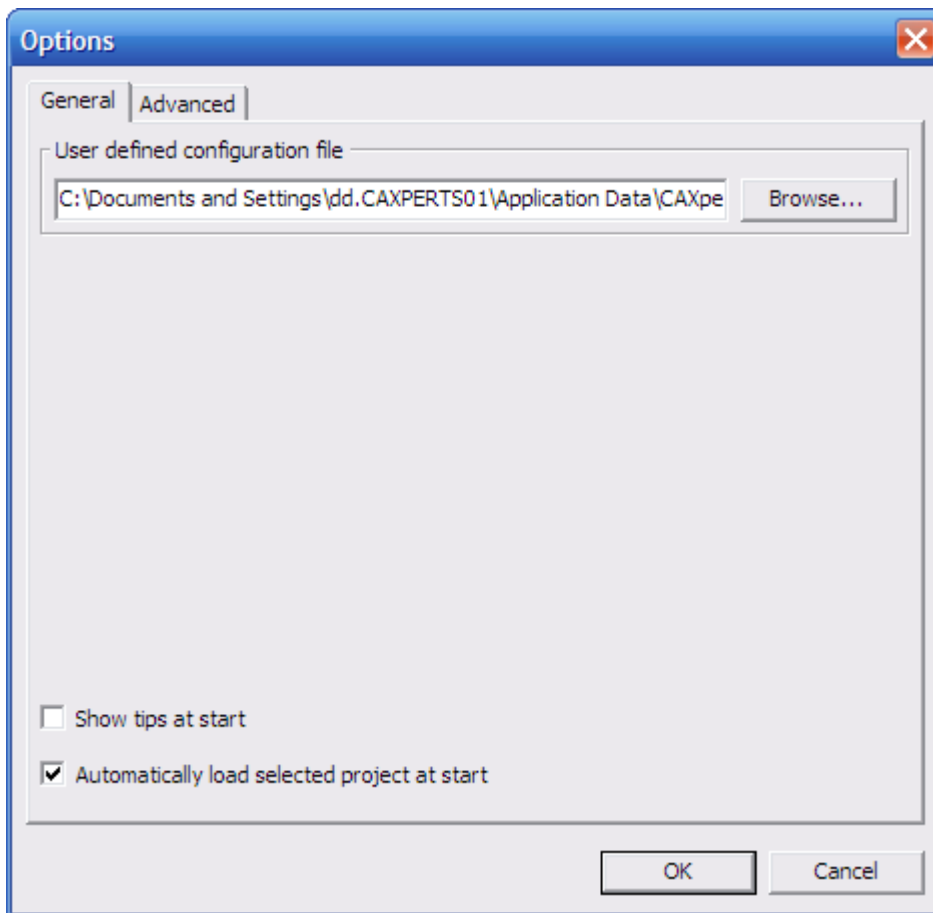 Options
General
Advanced
User defined configuration file
C:\Documents and Settings\dd.CAXPERTS01\Application Data\CAXpe
Browse...
Show tips at start
Automatically load selected project at start
OK
Cancel